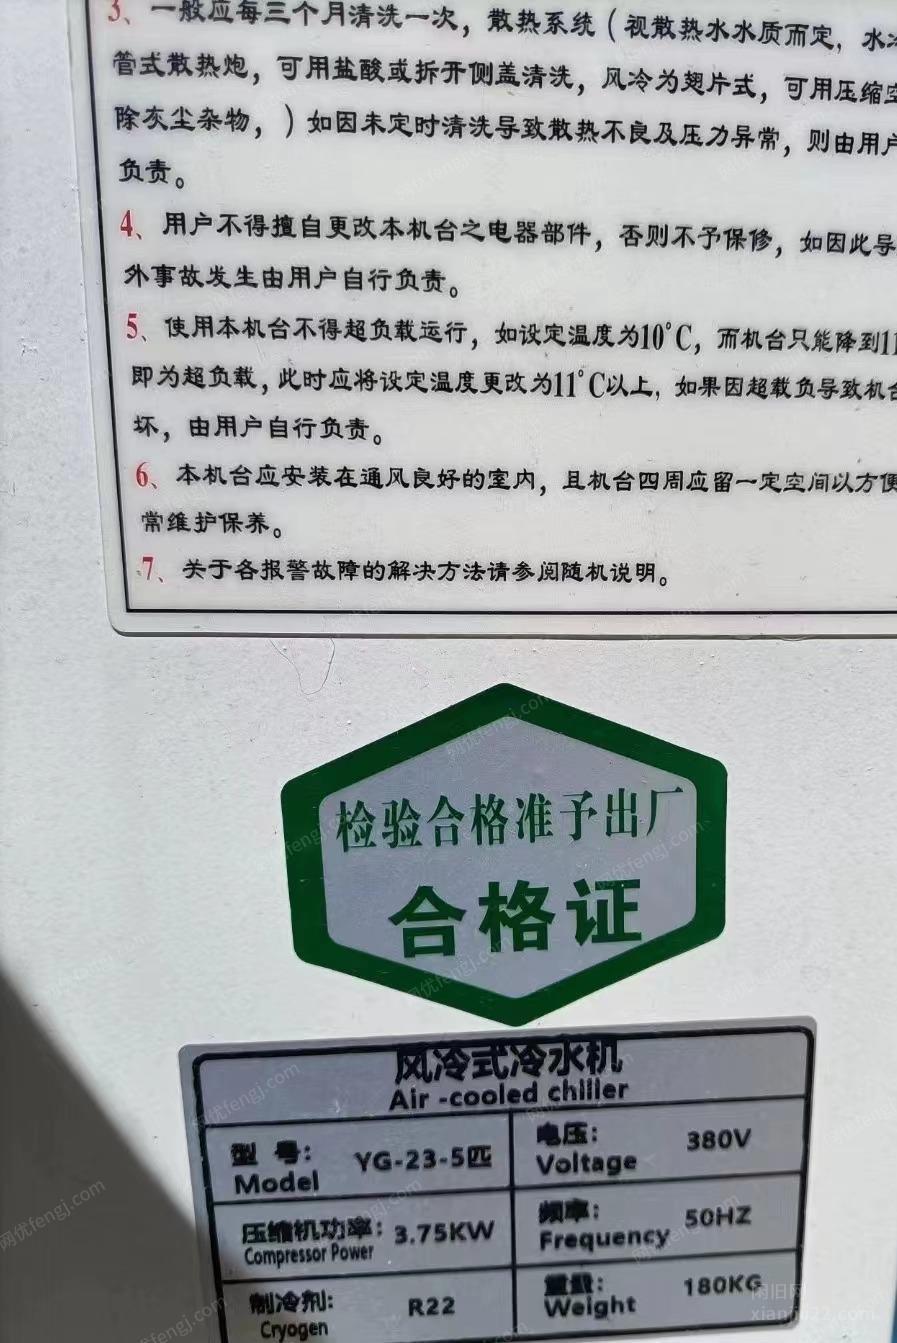 3、一般应每三个月清洗一次，散热系统（视散热水水质而定，水冷
管式散热炮，可用盐酸或拆开侧盖清洗，风冷为翅片式，可用压缩空
除灰尘杂物，）如因未定时清洗导致散热不良及压力异常，则由用户
负责。
4、用户不得擅自更改本机台之电器部件，否则不予保修，如因此导
外事故发生由用户自行负责。
5、使用本机台不得超负载运行，如设定温度为10°C，而机台只能降到11
即为超负载，此时应将设定温度更改为11°C以上，如果因超载负导致机台
坏，由用户自行负责。
6、本机台应安装在通风良好的室内，且机台四周应留一定空间以方便
常维护保养。
7、关于各报警故障的解决方法请参阅随机说明。
检验合格准予出厂
合格证
风冷式冷水机
Air -cooled chiller
型 号: YG-23-5匹 电压: 380V
Model Voltage
压缩机功率: 3.75KW 频率: 50HZ
Compressor Power Frequency
制冷剂: R22 重量: 180KG
Cryogen Weight
闲旧网
xianjiu22.com